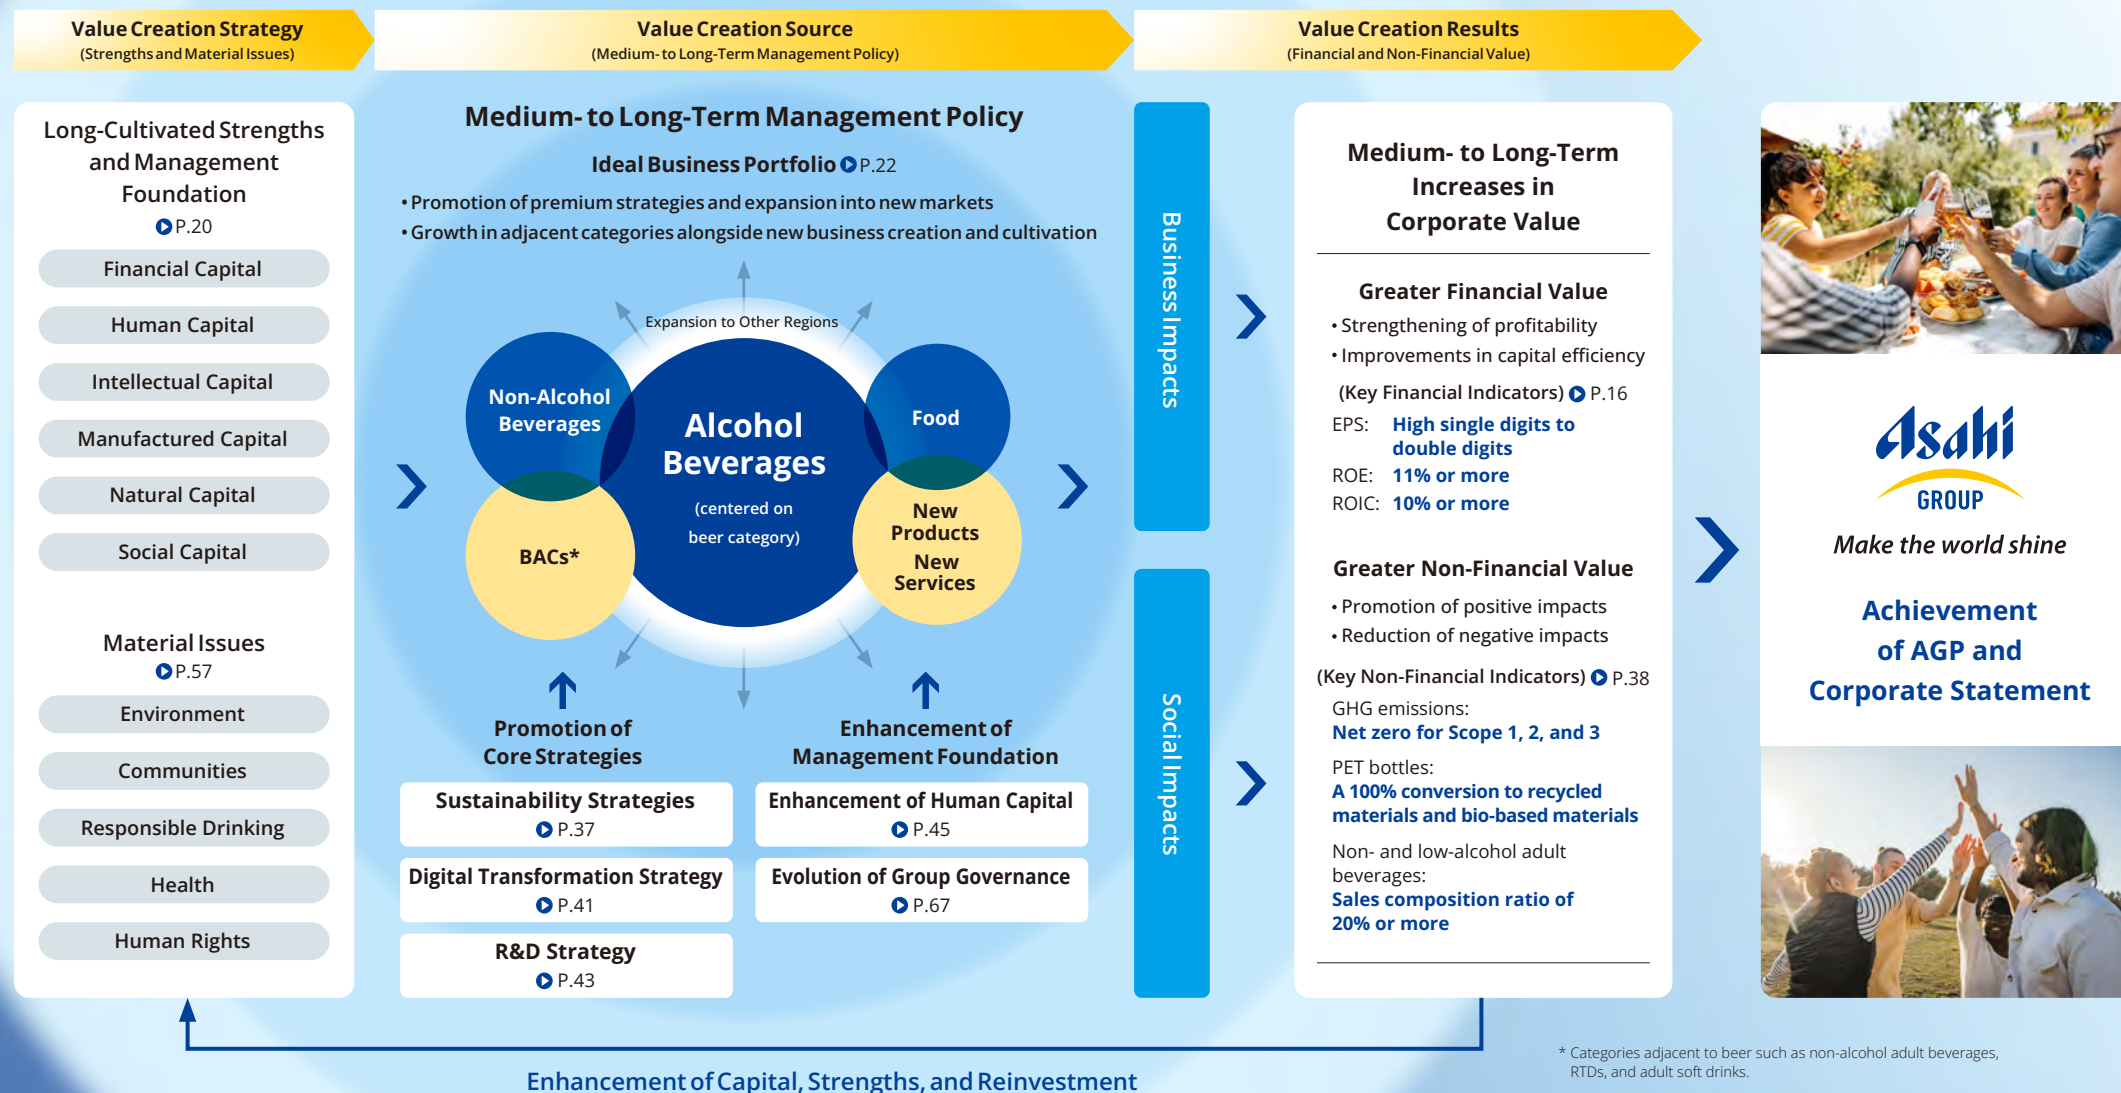 Value Creation Strategy
(Strengths and Material Issues)
Value Creation Source
(Medium- to Long-Term Management Policy)
Value Creation Results
(Financial and Non-Financial Value)
Long-Cultivated Strengths
and Management
Foundation
P.20
Financial Capital
Human Capital
Intellectual Capital
Manufactured Capital
Natural Capital
Social Capital
Material Issues
P.57
Environment
Communities
Responsible Drinking
Health
Human Rights
Medium- to Long-Term Management Policy
Ideal Business Portfolio P.22
• Promotion of premium strategies and expansion into new markets
• Growth in adjacent categories alongside new business creation and cultivation
Expansion to Other Regions
Non-Alcohol
Beverages
BACs*
Alcohol
Beverages
(centered on
beer category)
Food
New
Products
New
Services
Promotion of
Core Strategies
Sustainability Strategies
P.37
Digital Transformation Strategy
P.41
R&D Strategy
P.43
Enhancement of
Management Foundation
Enhancement of Human Capital
P.45
Evolution of Group Governance
P.67
Business Impacts
Social Impacts
Medium- to Long-Term
Increases in
Corporate Value
Greater Financial Value
• Strengthening of profitability
• Improvements in capital efficiency
(Key Financial Indicators) P.16
EPS: High single digits to
double digits
ROE: 11% or more
ROIC: 10% or more
Greater Non-Financial Value
• Promotion of positive impacts
• Reduction of negative impacts
(Key Non-Financial Indicators) P.38
GHG emissions:
Net zero for Scope 1, 2, and 3
PET bottles:
A 100% conversion to recycled
materials and bio-based materials
Non- and low-alcohol adult
beverages:
Sales composition ratio of
20% or more
Asahi
GROUP
Make the world shine
Achievement
of AGP and
Corporate Statement
Enhancement of Capital, Strengths, and Reinvestment
* Categories adjacent to beer such as non-alcohol adult beverages,
RTDs, and adult soft drinks.